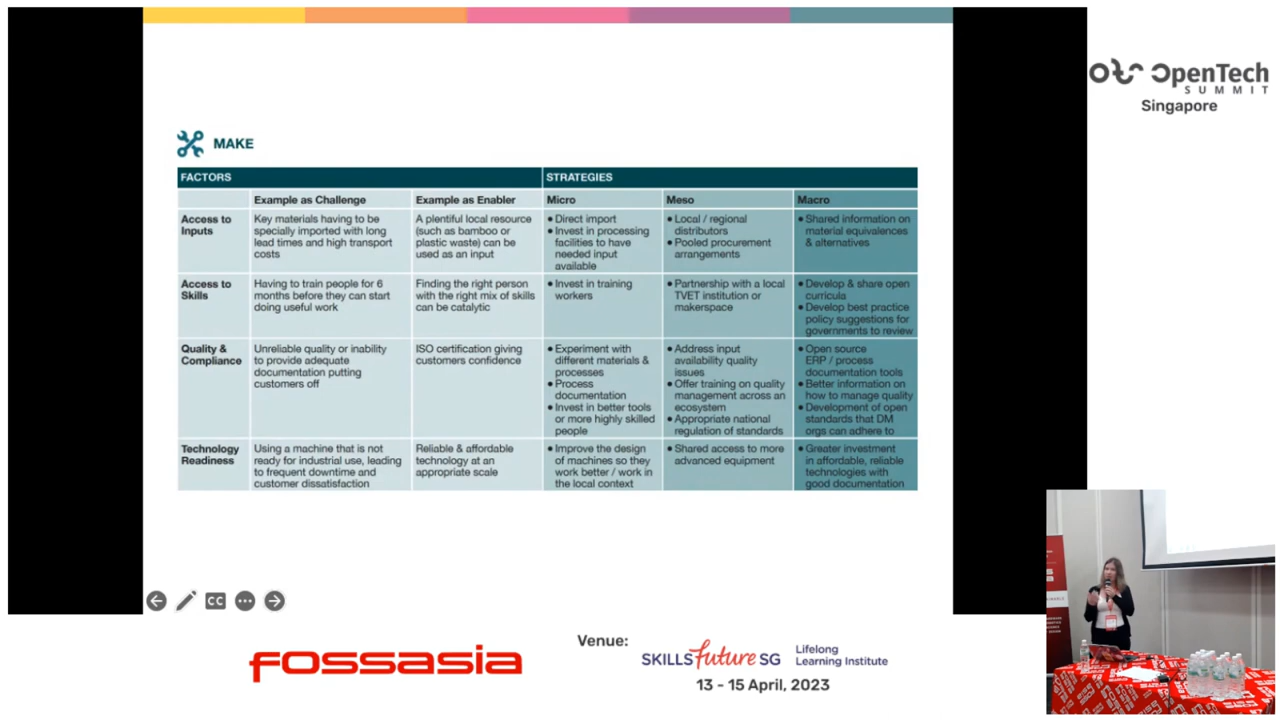 OpenTech
SUMMIT
Singapore
MAKE
FACTORS
STRATEGIES
Example as Challenge
Example as Enabler
Micro
Meso
Macro
Access to
Inputs
Key materials having to be
specially imported with long
lead times and high transport
costs
A plentiful local resource
(such as bamboo or
plastic waste) can be
used as an input
• Direct import
• Invest in processing
facilities to have
needed input
available
• Local / regional
distributors
• Pooled procurement
arrangements
• Shared information on
material equivalences
& alternatives
Access to
Skills
Having to train people for 6
months before they can start
doing useful work
Finding the right person
with the right mix of skills
can be catalytic
• Invest in training
workers
• Partnership with a local
TVET institution or
makerspace
• Develop & share open
curricula
• Develop best practice
policy suggestions for
governments to review
Quality &
Compliance
Unreliable quality or inability
to provide adequate
documentation putting
customers off
ISO certification giving
customers confidence
• Experiment with
different materials &
processes
• Process
documentation
• Invest in better tools
or more highly skilled
people
• Address input
availability quality
issues
• Offer training on quality
management across an
ecosystem
• Appropriate national
regulation of standards
• Open source
ERP / process
documentation tools
• Better information on
how to manage quality
• Development of open
standards that DM
orgs can adhere to
Technology
Readiness
Using a machine that is not
ready for industrial use, leading
to frequent downtime and
customer dissatisfaction
Reliable & affordable
technology at an
appropriate scale
• Improve the design
of machines so they
work better / work in
the local context
• Shared access to more
advanced equipment
• Greater investment
in affordable, reliable
technologies with
good documentation
CC
fossasia
Venue:
SKILLS future SG
Lifelong
Learning Institute
13 - 15 April, 2023